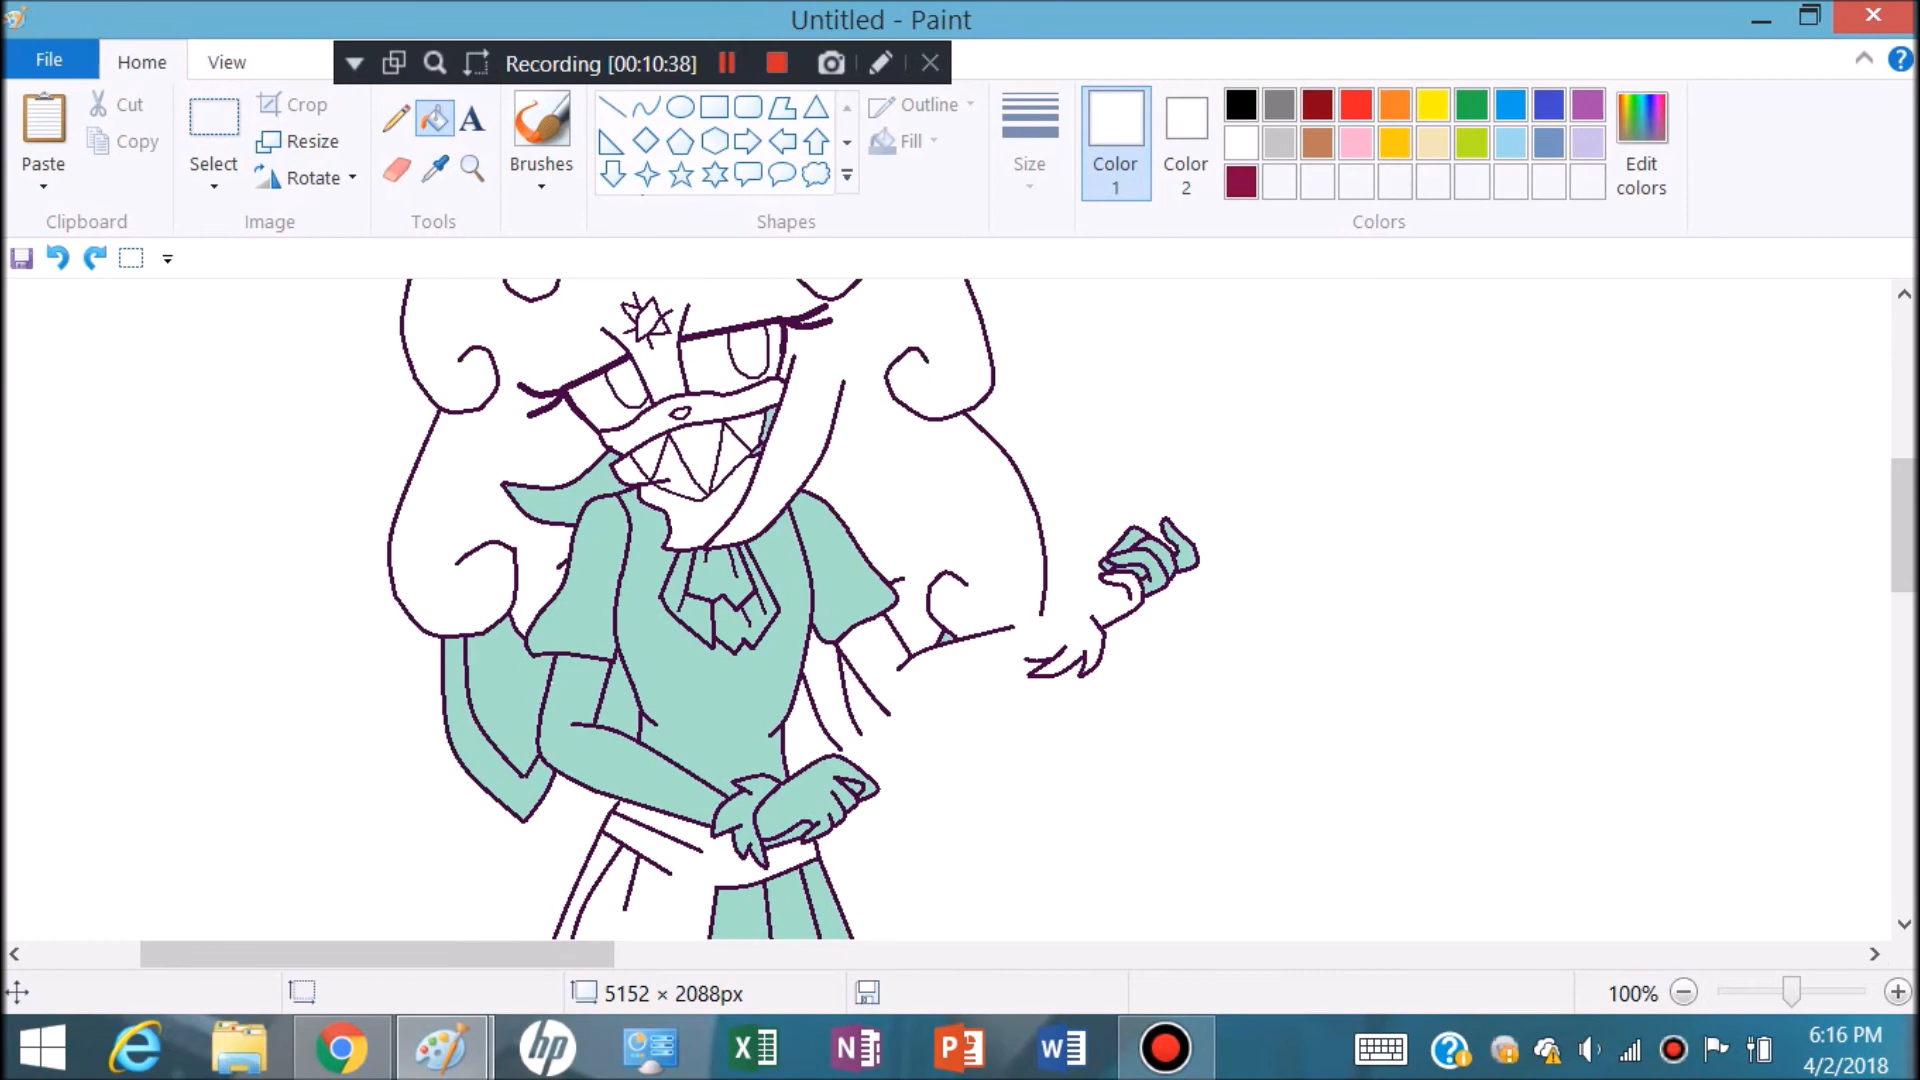 Untitled - Paint
File
Home
View
Recording [00:10:38]
Paste
Cut
Copy
Clipboard
Select
Crop
Resize
Rotate
Image
A
Tools
Brushes
Shapes
Outline
Fill
Size
Color
1
Color
2
Edit
colors
Colors
5152 × 2088px
100%
hp
X
N
P
W
6:16 PM
4/2/2018